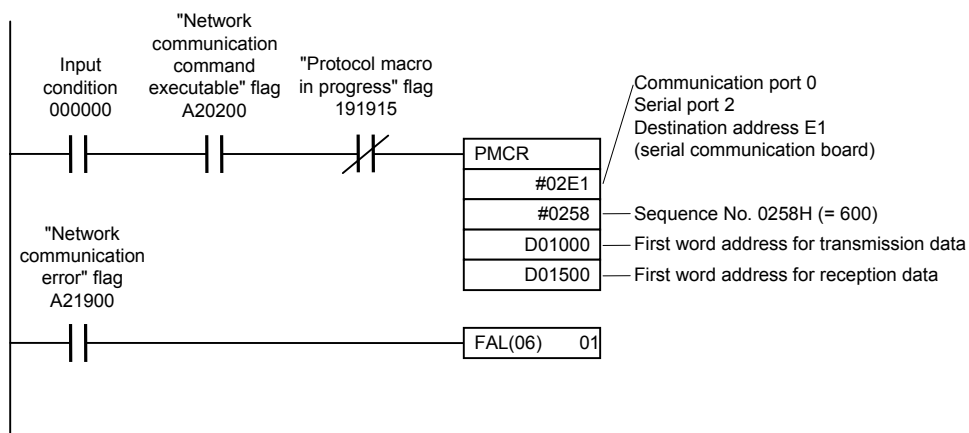 "Network
communication
command
executable" flag
A20200
Input
condition
000000
"Protocol macro
in progress" flag
191915
Communication port 0
Serial port 2
Destination address E1
(serial communication board)
PMCR
#02E1
#0258
Sequence No. 0258H (= 600)
D01000
First word address for transmission data
D01500
First word address for reception data
"Network
communication
error" flag
A21900
FAL(06) 01